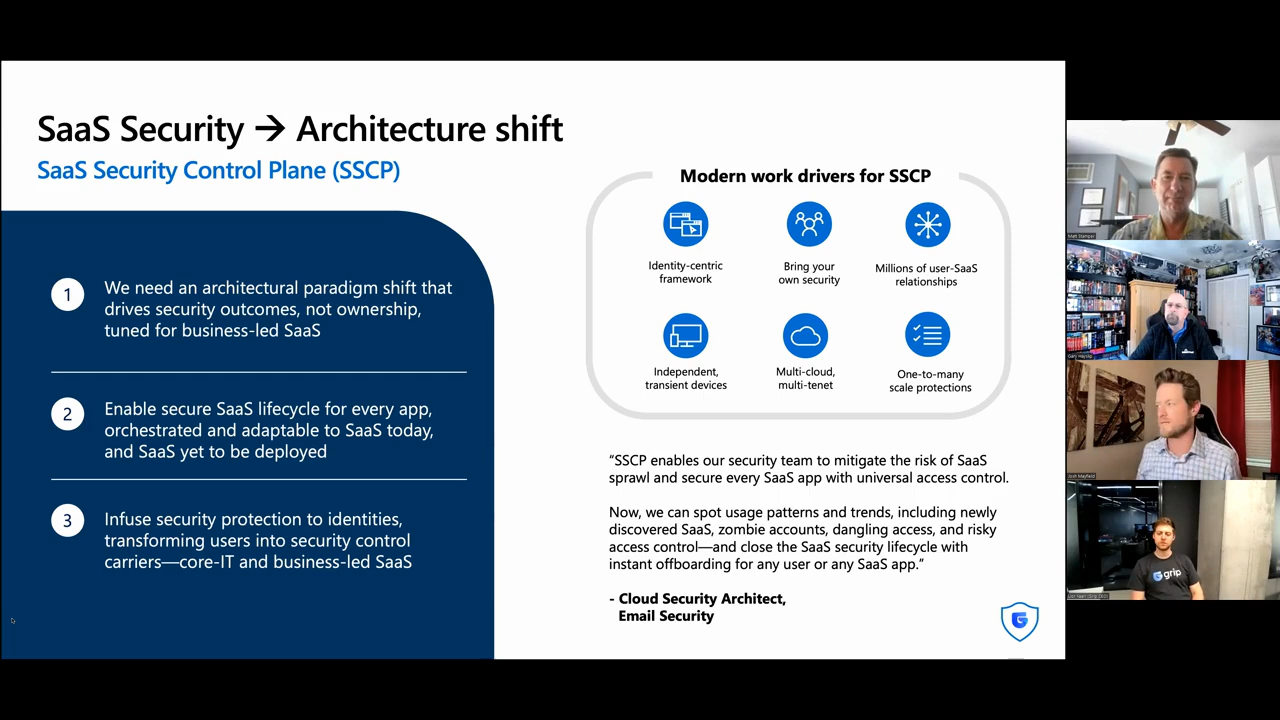 SaaS Security → Architecture shift
SaaS Security Control Plane (SSCP)
1
We need an architectural paradigm shift that
drives security outcomes, not ownership,
tuned for business-led SaaS
2
Enable secure SaaS lifecycle for every app,
orchestrated and adaptable to SaaS today,
and SaaS yet to be deployed
3
Infuse security protection to identities,
transforming users into security control
carriers—core-IT and business-led SaaS
Modern work drivers for SSCP
Identity-centric
framework
Bring your
own security
Millions of user-SaaS
relationships
Independent,
transient devices
Multi-cloud,
multi-tenet
One-to-many
scale protections
“SSCP enables our security team to mitigate the risk of SaaS
sprawl and secure every SaaS app with universal access control.
Now, we can spot usage patterns and trends, including newly
discovered SaaS, zombie accounts, dangling access, and risky
access control—and close the SaaS security lifecycle with
instant offboarding for any user or any SaaS app.”
- Cloud Security Architect,
Email Security
G
Matt Stamper
Gary Hayslip
Josh Mayfield
grip